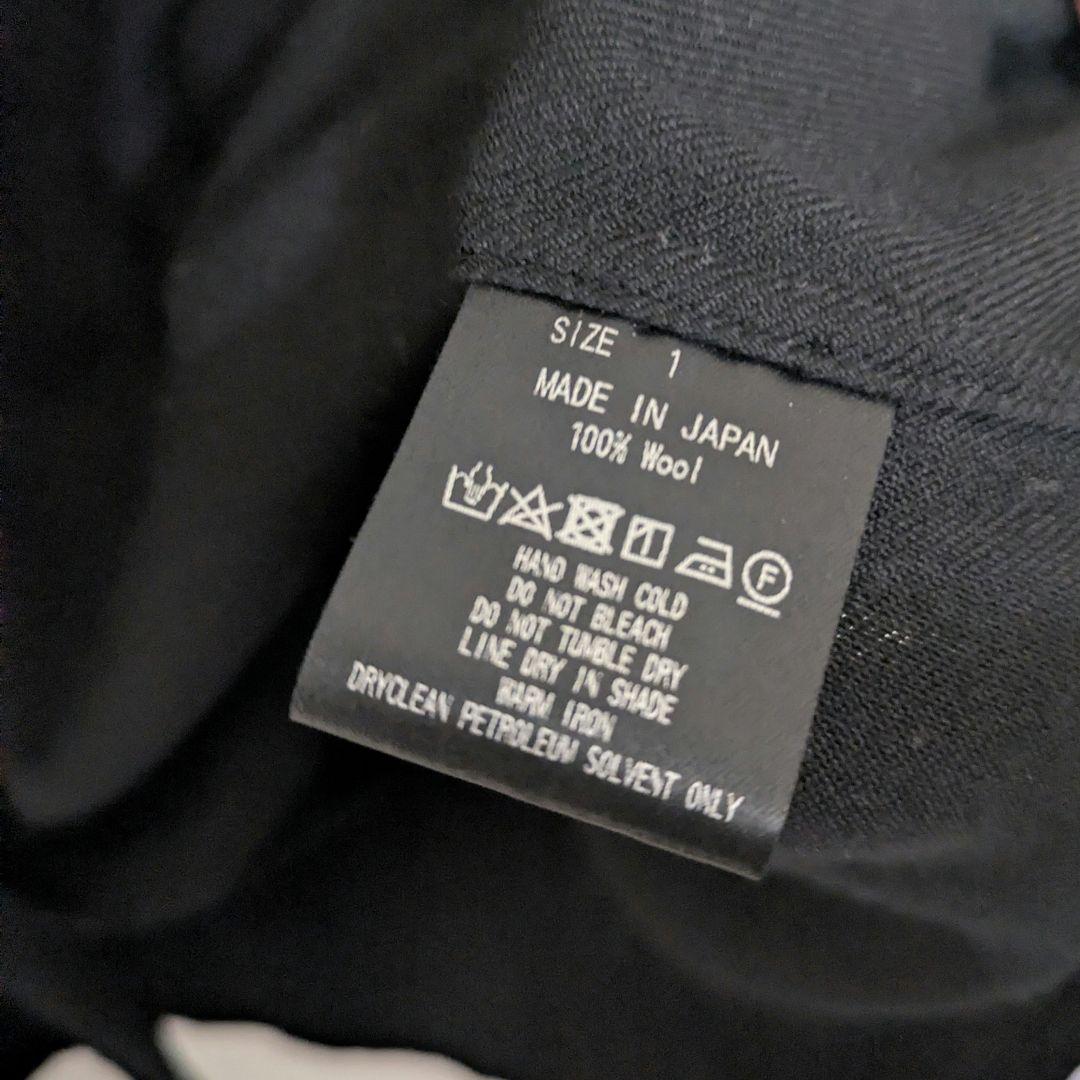 SIZE 1
MADE IN JAPAN
100% Wool
F
HAND WASH COLD
DO NOT BLEACH
DO NOT TUMBLE DRY
LINE DRY IN SHADE
WARM IRON
DRYCLEAN PETROLEUM SOLVENT ONLY